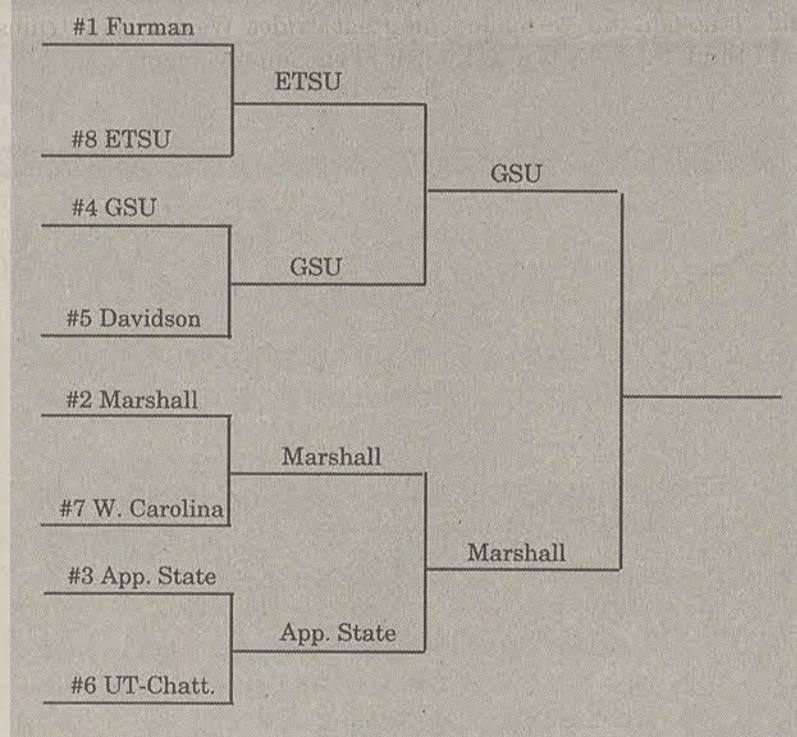 #1 Furman
ETSU
#8 ETSU
GSU
#4 GSU
GSU
#5 Davidson
#2 Marshall
Marshall
#7 W. Carolina
Marshall
#3 App. State
App. State
#6 UT-Chatt.